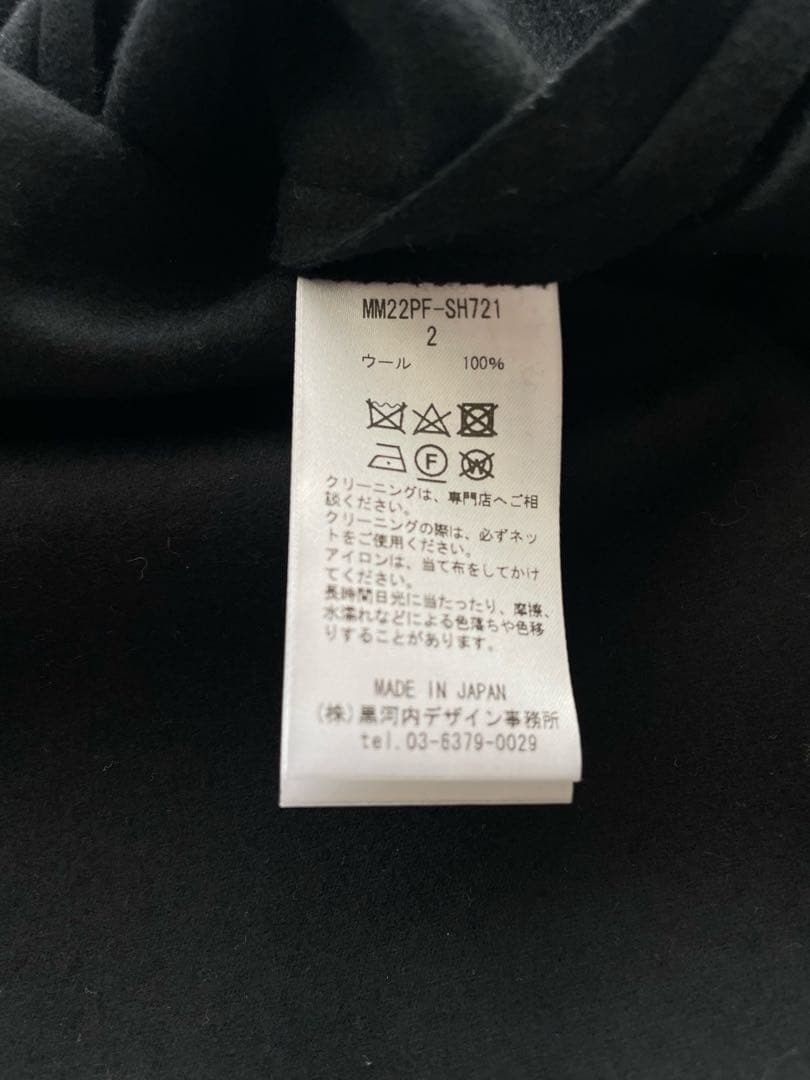 MM22PF-SH721
2
ウール 100%
F W
クリーニングは、専門店へご相
談ください。
クリーニングの際は、必ずネッ
トをご使用ください。
アイロンは、当て布をしてかけ
てください。
長時間日光に当たったり、摩擦、
水濡れなどによる色落ちや色移
りすることがあります。
MADE IN JAPAN
(株)黒河内デザイン事務所
tel.03-6379-0029